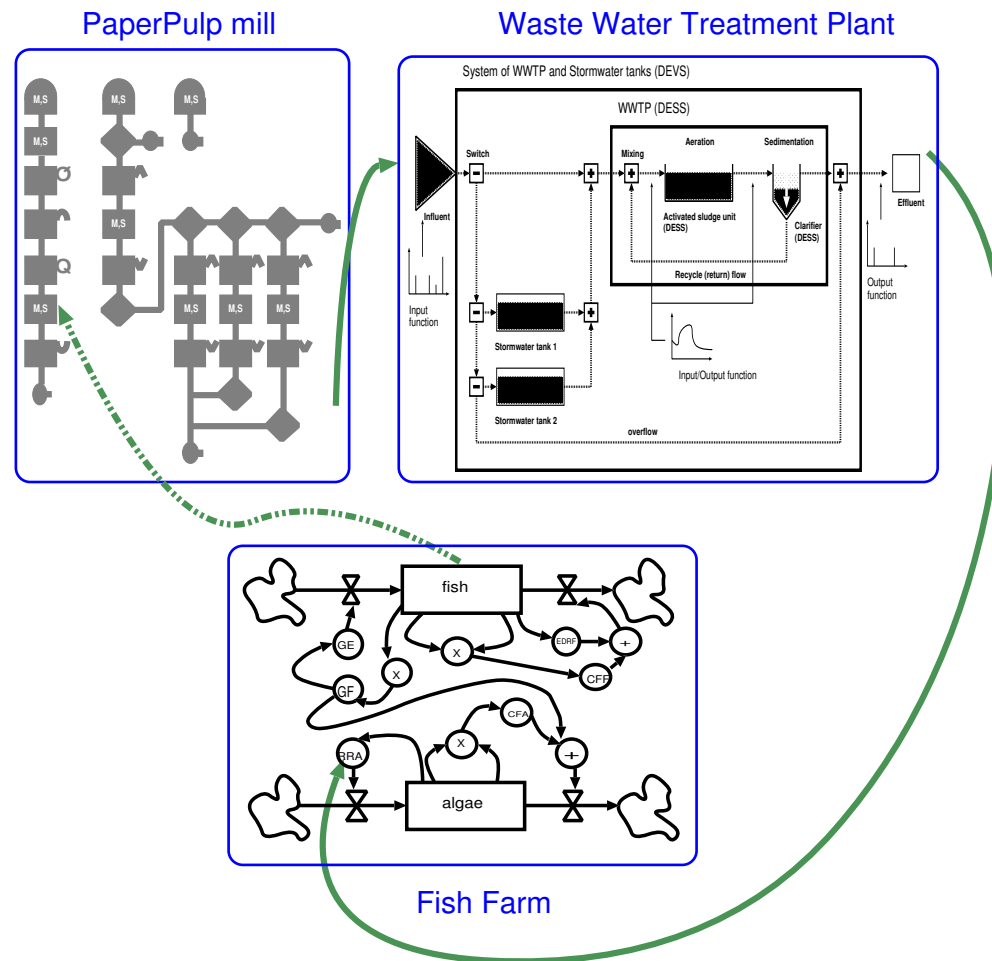 PaperPulp mill
Waste Water Treatment Plant
M,S
M,S
M,S
M,S
M,S
M,S
M,S
M,S
M,S
System of WWTP and Stormwater tanks (DEVS)
WWTP (DESS)
Switch
Mixing
Aeration
Sedimentation
-
+
+
+
Influent
Activated sludge unit
(DESS)
Clarifier
(DESS)
Effluent
Recycle (return) flow
Input
function
Output
function
-
+
Stormwater tank 1
Input/Output function
-
Stormwater tank 2
overflow
fish
GE
X
EDRF
+
X
CFF
GF
CFA
RRA
X
+
algae
Fish Farm